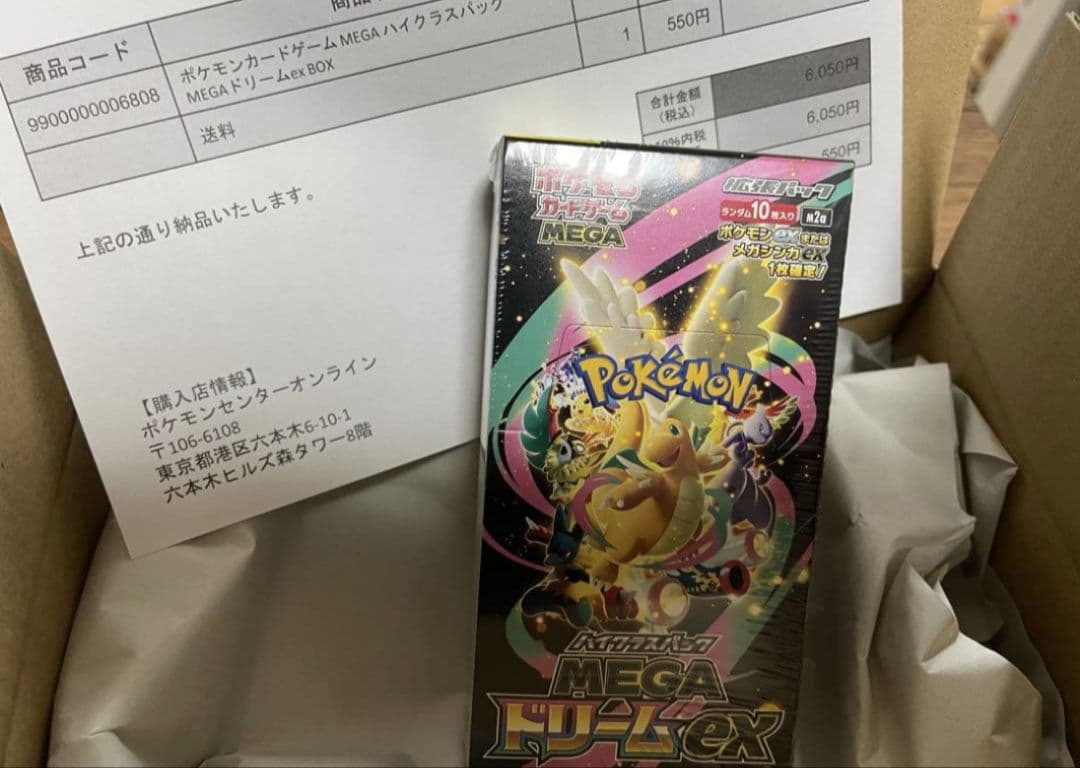 商品コード
ポケモンカードゲーム MEGA ハイクラスパック
MEGAドリームex BOX
1
550円
9900000006808
送料
合計金額
(税込)
6,050円
6,050円
10%内税
550円
上記の通り納品いたします。
【購入店情報】
ポケモンセンターオンライン
〒106-6108
東京都港区六本木6-10-1
六本木ヒルズ森タワー8階
ポケモン
カードゲーム
MEGA
拡張パック
ランダム10枚入り
m2a
ポケモンexまたは
メガシンカex
1枚確定!
POKéMON
ハイクラスパック
MEGA
ドリームex